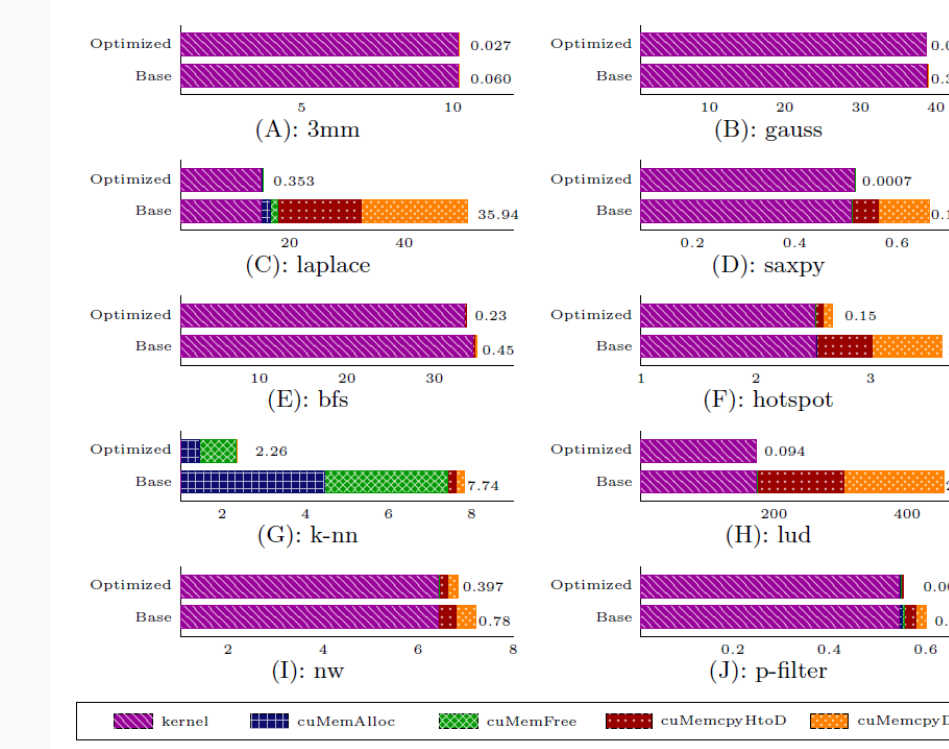 Optimized 0.027
Base 0.060
5 10
(A): 3mm
Optimized
Base
10 20 30 40
(B): gauss
Optimized 0.353
Base 35.94
20 40
(C): laplace
Optimized 0.0007
Base
0.2 0.4 0.6
(D): saxpy
Optimized 0.23
Base 0.45
10 20 30
(E): bfs
Optimized 0.15
Base
1 2 3
(F): hotspot
Optimized 2.26
Base 7.74
2 4 6 8
(G): k-nn
Optimized 0.094
Base
200 400
(H): lud
Optimized 0.397
Base 0.78
2 4 6 8
(I): nw
Optimized
Base
0.2 0.4 0.6
(J): p-filter
kernel cuMemAlloc cuMemFree cuMemcpyHtoD